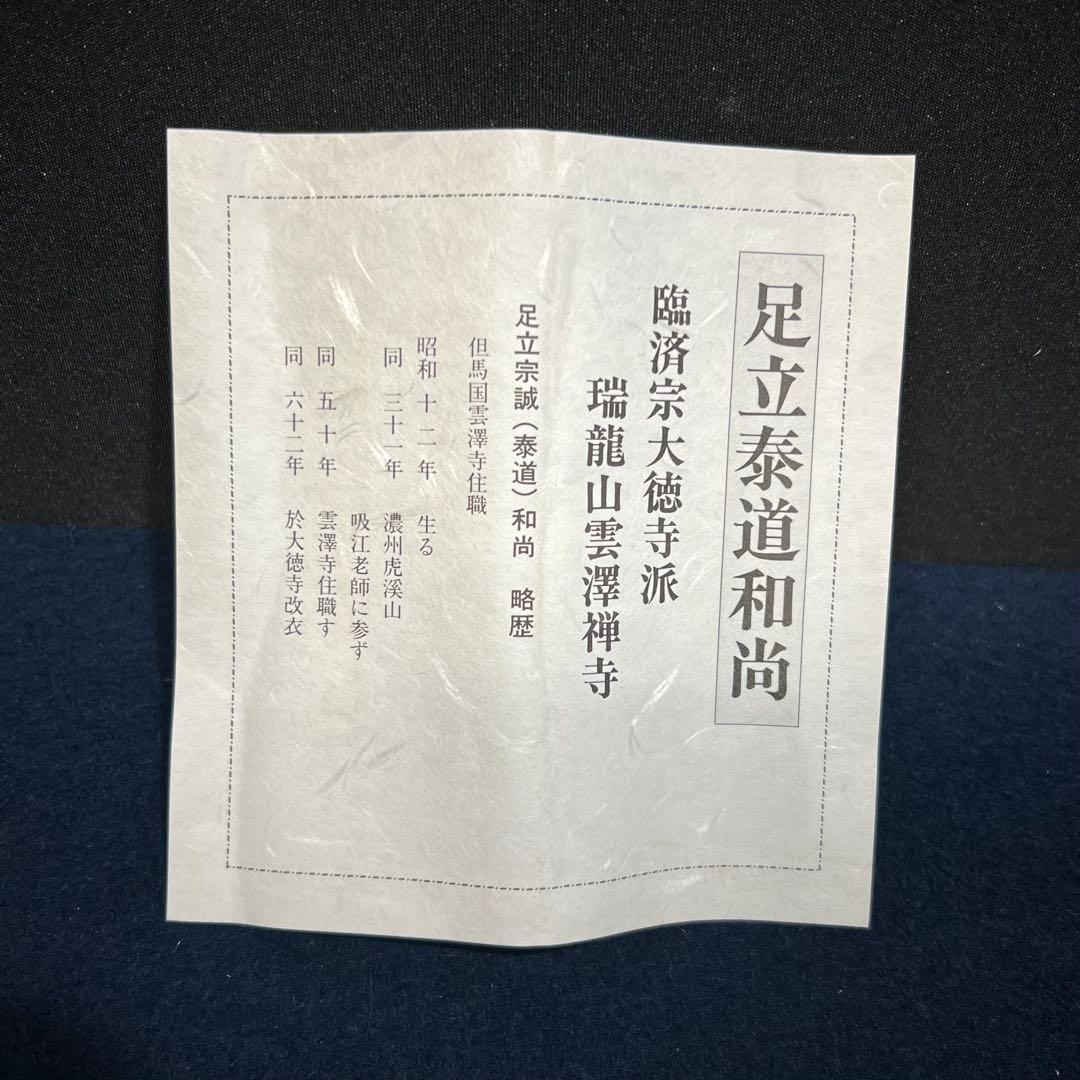 足立泰道和尚
臨済宗大徳寺派
瑞龍山雲澤禅寺
足立宗誠（泰道）和尚　略歴
但馬国雲澤寺住職
昭和　十二年　生る
同　三十一年　濃州虎溪山
吸江老師に参ず
同　五十年　雲澤寺住職す
同　六十二年　於大徳寺改衣